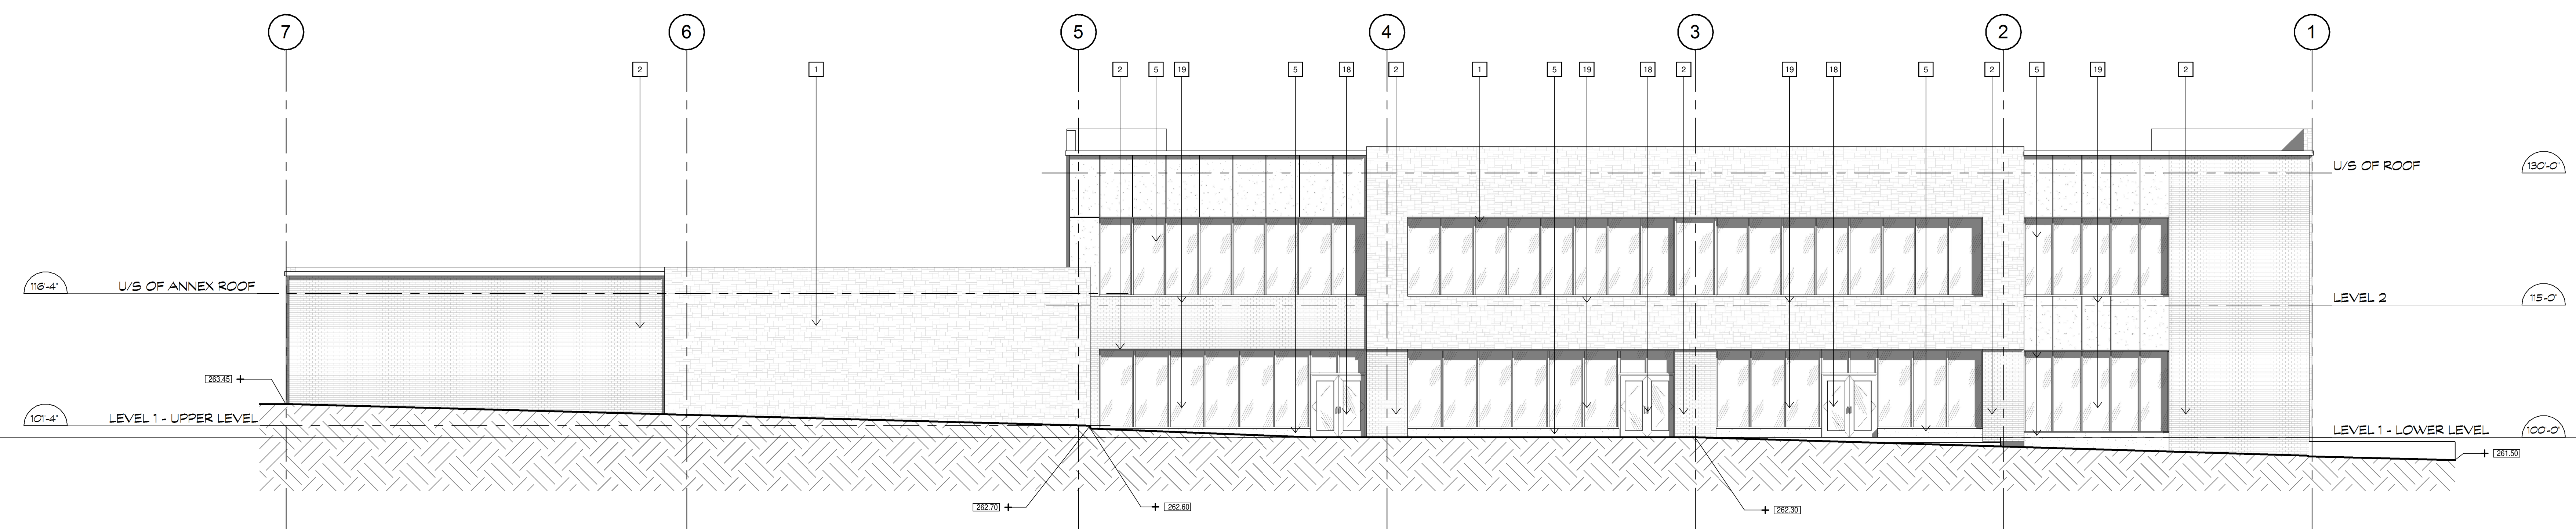 7 6 5 4 3 2 1
2 1 2 5 19 5 18 2 1 5 19 18 2 19 18 5 2 5 19 2
U/S OF ROOF 130'-0"
116'-4" U/S OF ANNEX ROOF
LEVEL 2 115'-0"
263.45
101'-4" LEVEL 1 - UPPER LEVEL
LEVEL 1 - LOWER LEVEL 100'-0"
261.50
262.70 262.60 262.30